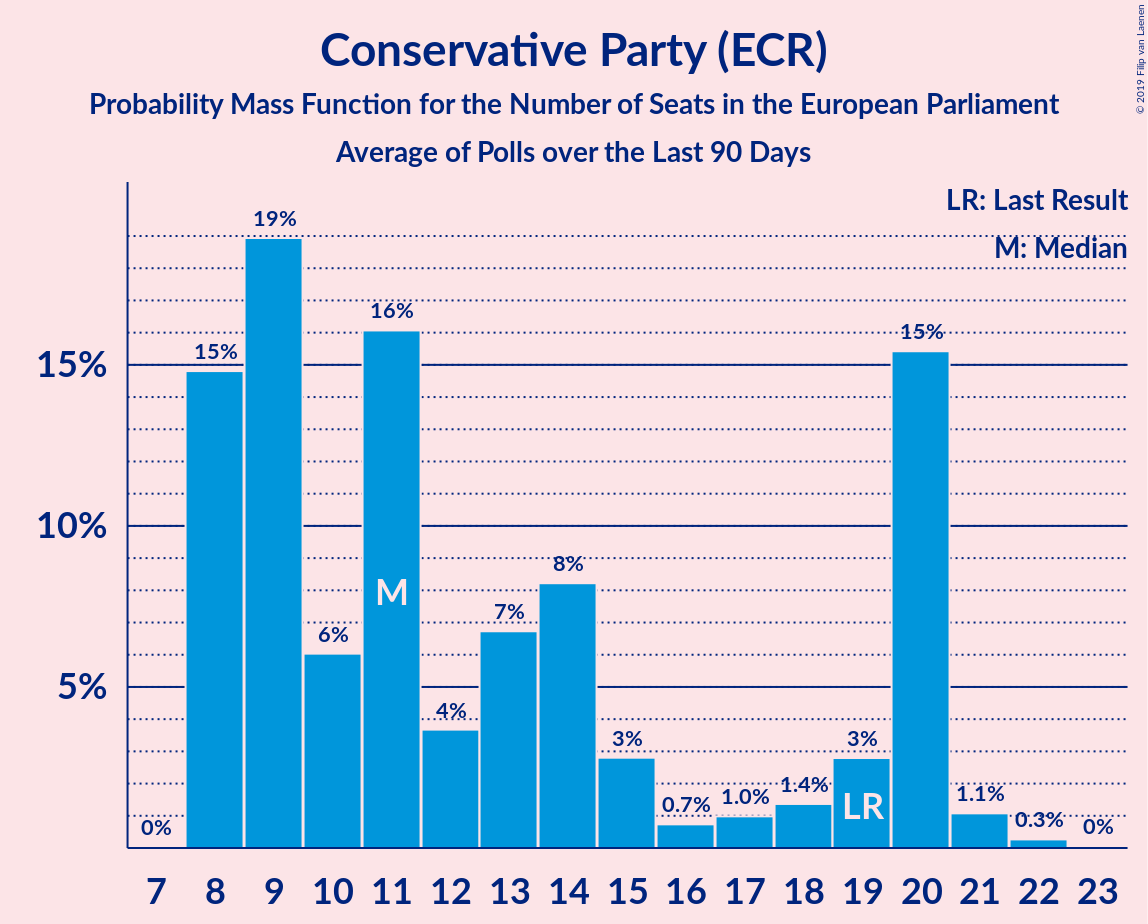 Conservative Party (ECR)
Probability Mass Function for the Number of Seats in the European Parliament
Average of Polls over the Last 90 Days
© 2019 Filip van Laenen
LR: Last Result
M: Median
19%
16%
15%
15%
15%
10%
8%
M
7%
6%
5%
4%
3%
3%
LR
1.4%
1.1%
1.0%
0.7%
0.3%
0%
0%
7 8 9 10 11 12 13 14 15 16 17 18 19 20 21 22 23